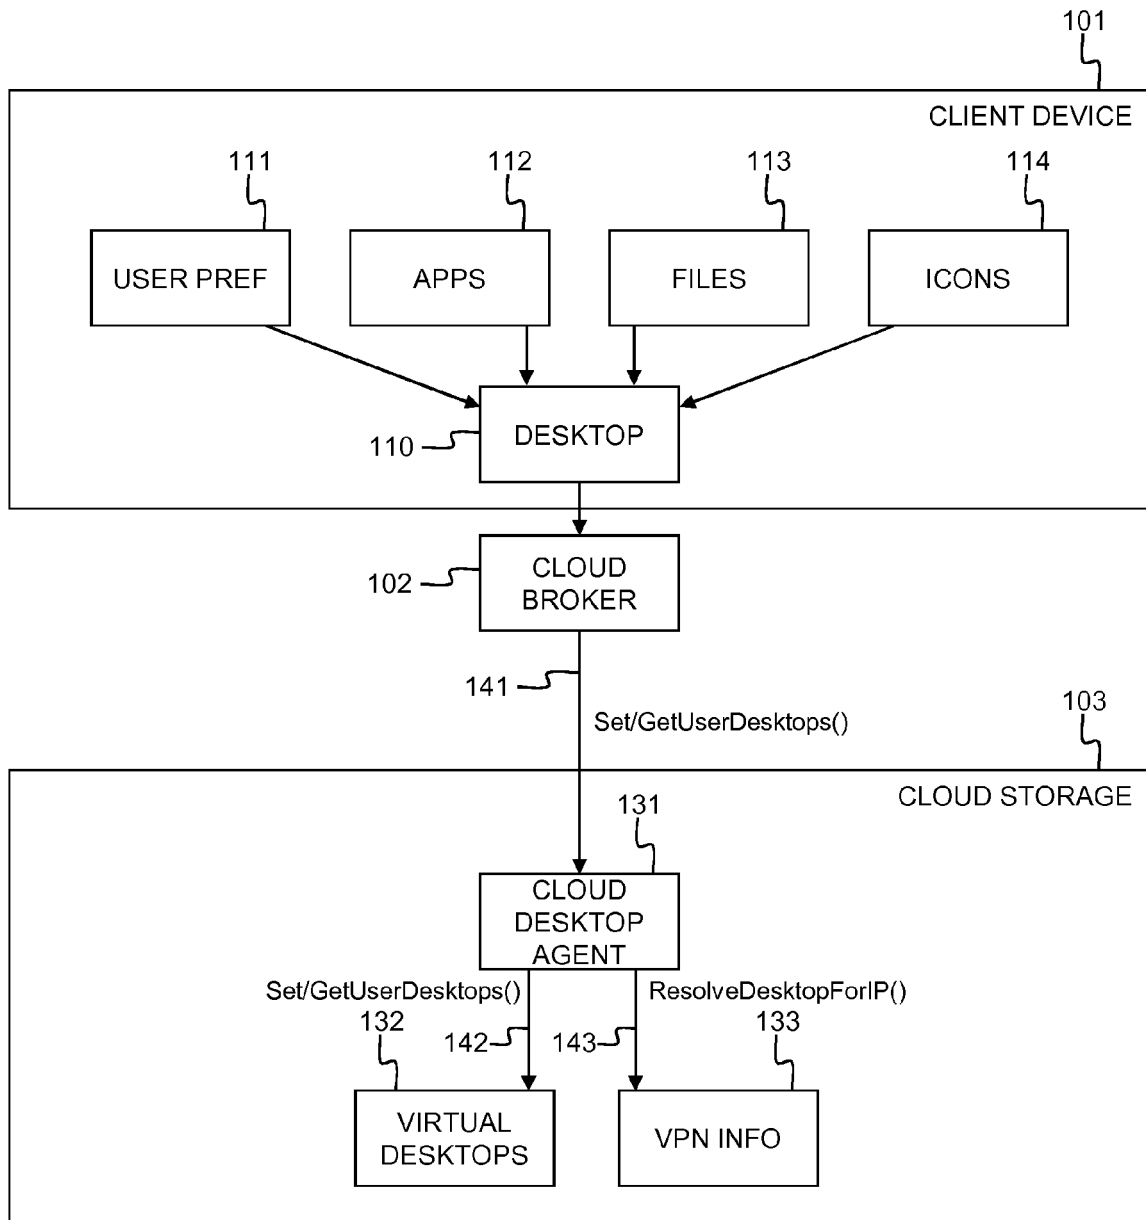 101
CLIENT DEVICE
111
112
113
114
USER PREF
APPS
FILES
ICONS
DESKTOP
110
CLOUD
BROKER
102
141
Set/GetUserDesktops()
103
CLOUD STORAGE
131
CLOUD
DESKTOP
AGENT
Set/GetUserDesktops()
ResolveDesktopForIP()
132
142
143
133
VIRTUAL
DESKTOPS
VPN INFO